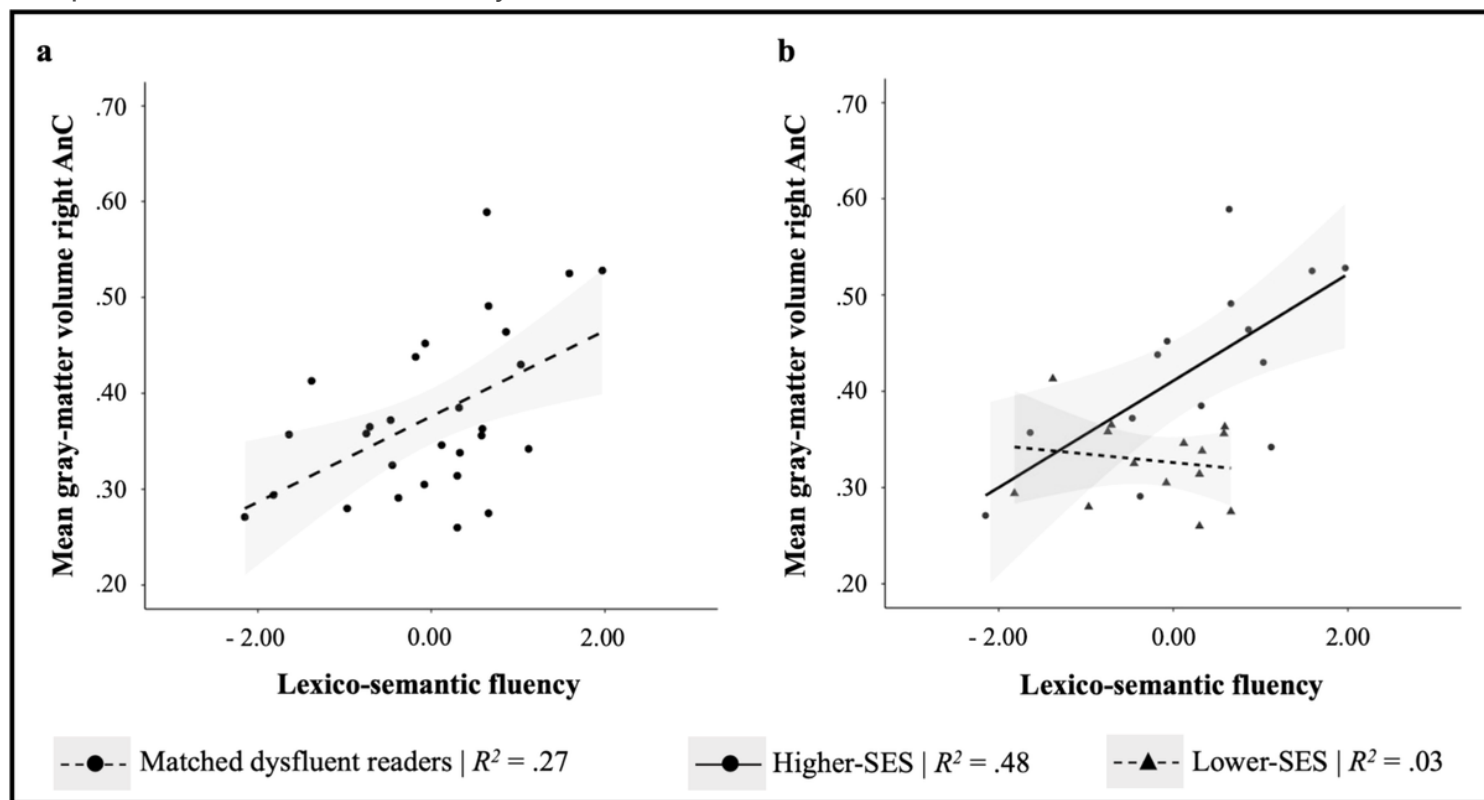 a
b
Mean gray-matter volume right AnC
.70
.60
.50
.40
.30
.20
- 2.00 0.00 2.00
Lexico-semantic fluency
Mean gray-matter volume right AnC
.70
.60
.50
.40
.30
.20
- 2.00 0.00 2.00
Lexico-semantic fluency
Matched dysfluent readers | R² = .27
Higher-SES | R² = .48
Lower-SES | R² = .03